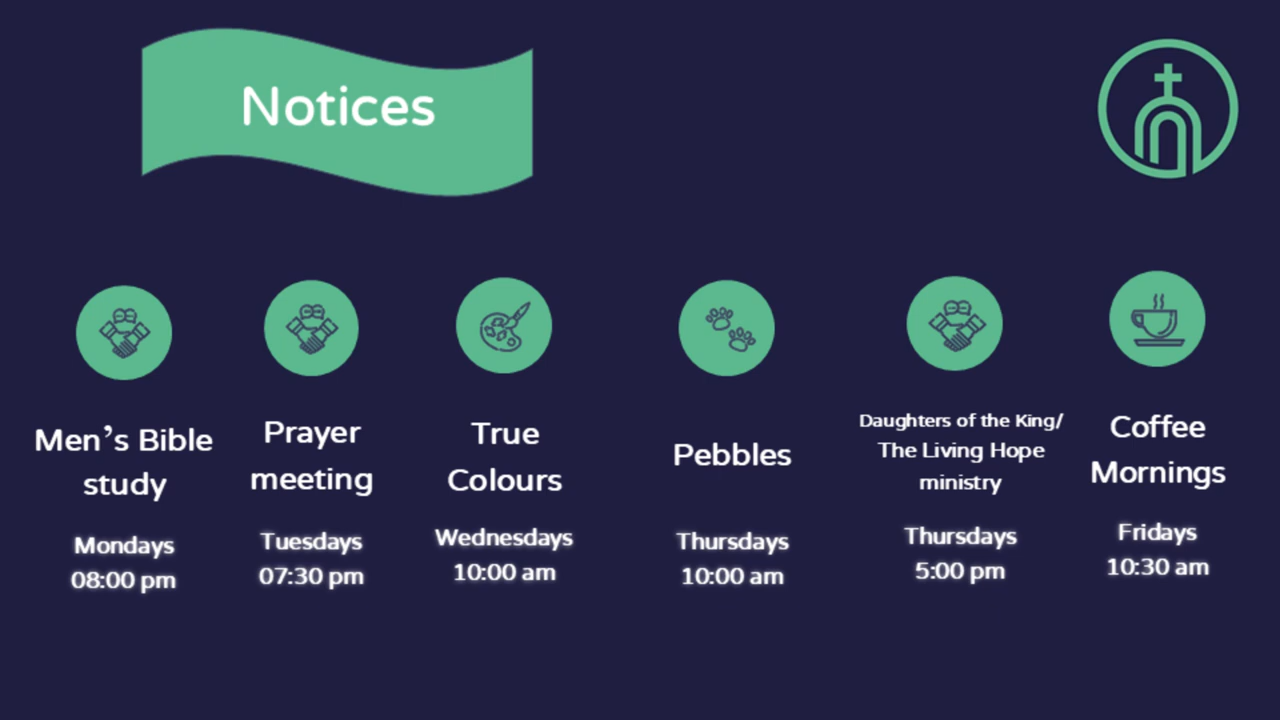 Notices
Men’s Bible
study
Mondays
08:00 pm
Prayer
meeting
Tuesdays
07:30 pm
True
Colours
Wednesdays
10:00 am
Pebbles
Thursdays
10:00 am
Daughters of the King/
The Living Hope
ministry
Thursdays
5:00 pm
Coffee
Mornings
Fridays
10:30 am